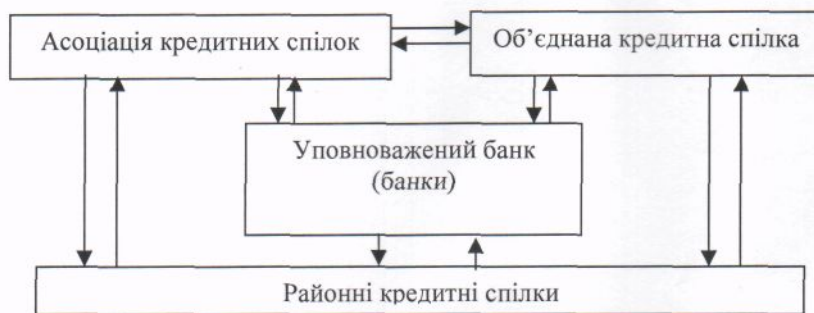 Асоціація кредитних спілок
Об’єднана кредитна спілка
Уповноважений банк
(банки)
Районні кредитні спілки